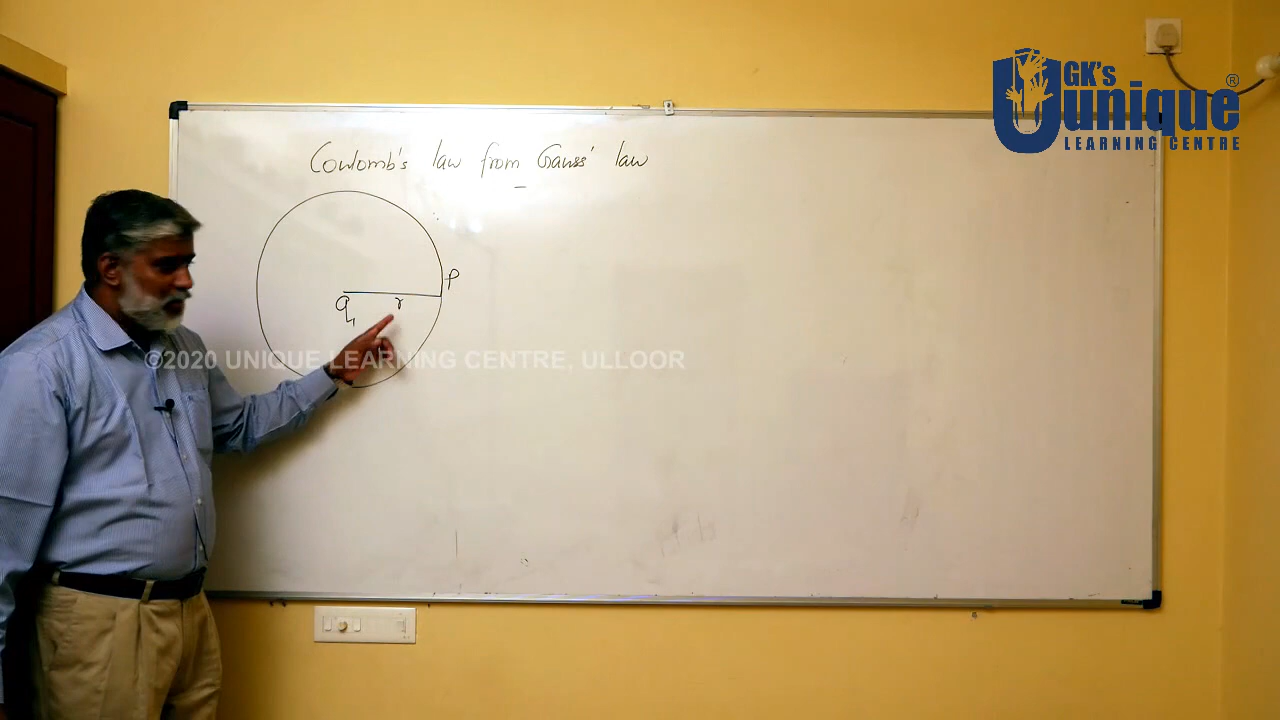 GK's
unique ®
LEARNING CENTRE
Coulomb's law from Gauss' law
P
q₁ r
©2020 UNIQUE LEARNING CENTRE, ULLOOR